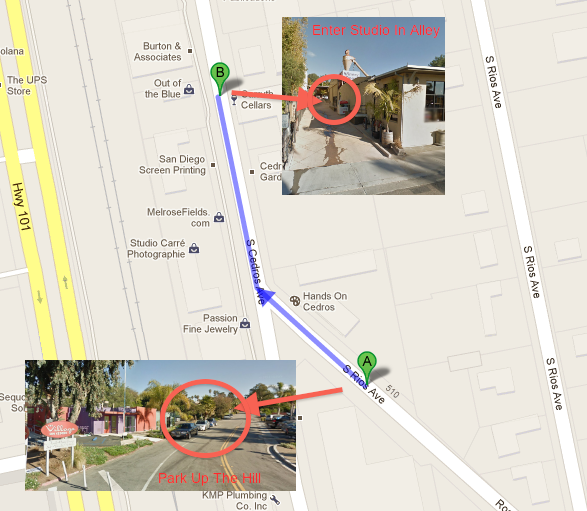 Enter Studio In Alley
Burton &
Associates
Out of
the Blue
B
Cellars
San Diego
Screen Printing
MelroseFields.
com
Studio Carré
Photographie
S Cedros Ave
Hands On
Cedros
Passion
Fine Jewelry
A
S Rios Ave
510
Park Up The Hill
KMP Plumbing
Co. Inc
The UPS
Store
Hwy 101
S Rios Ave
S Rios Ave
S Rios Ave